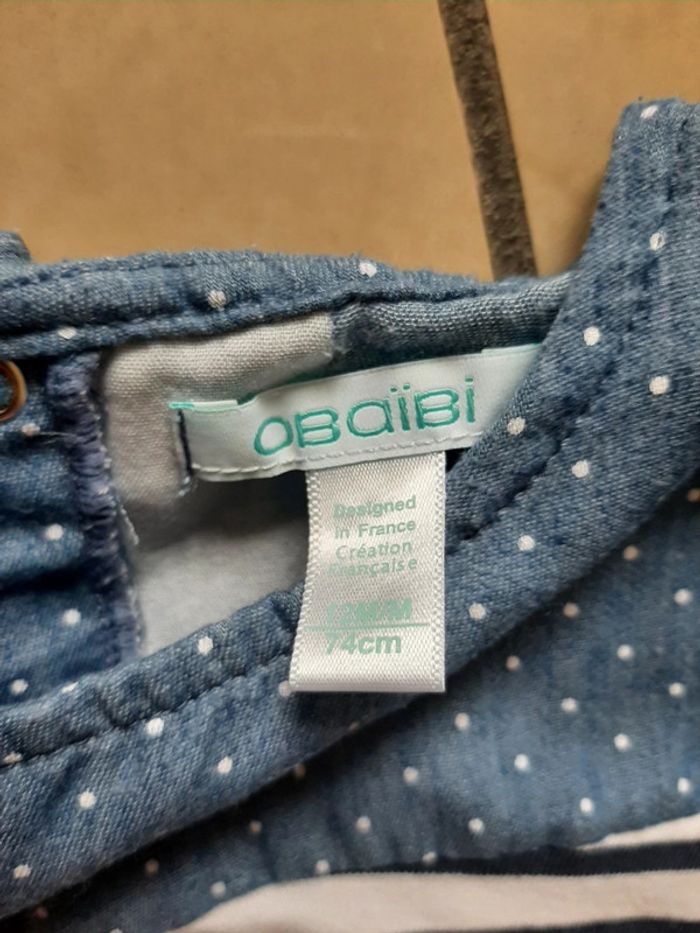 OBaïBi
Designed
in France
Création
Française
12M/M
74cm